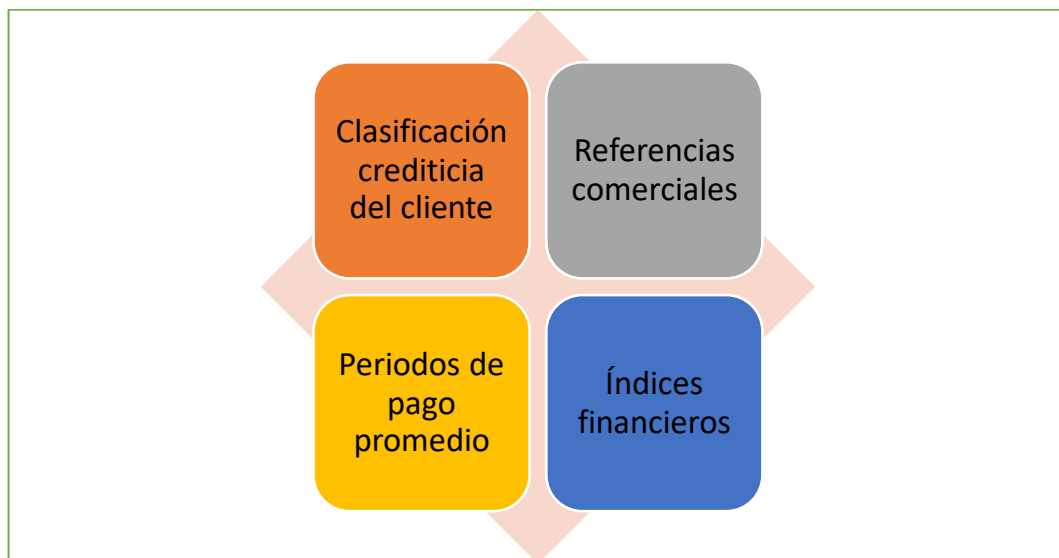 Clasificación
crediticia
del cliente
Referencias
comerciales
Periodos de
pago
promedio
Índices
financieros